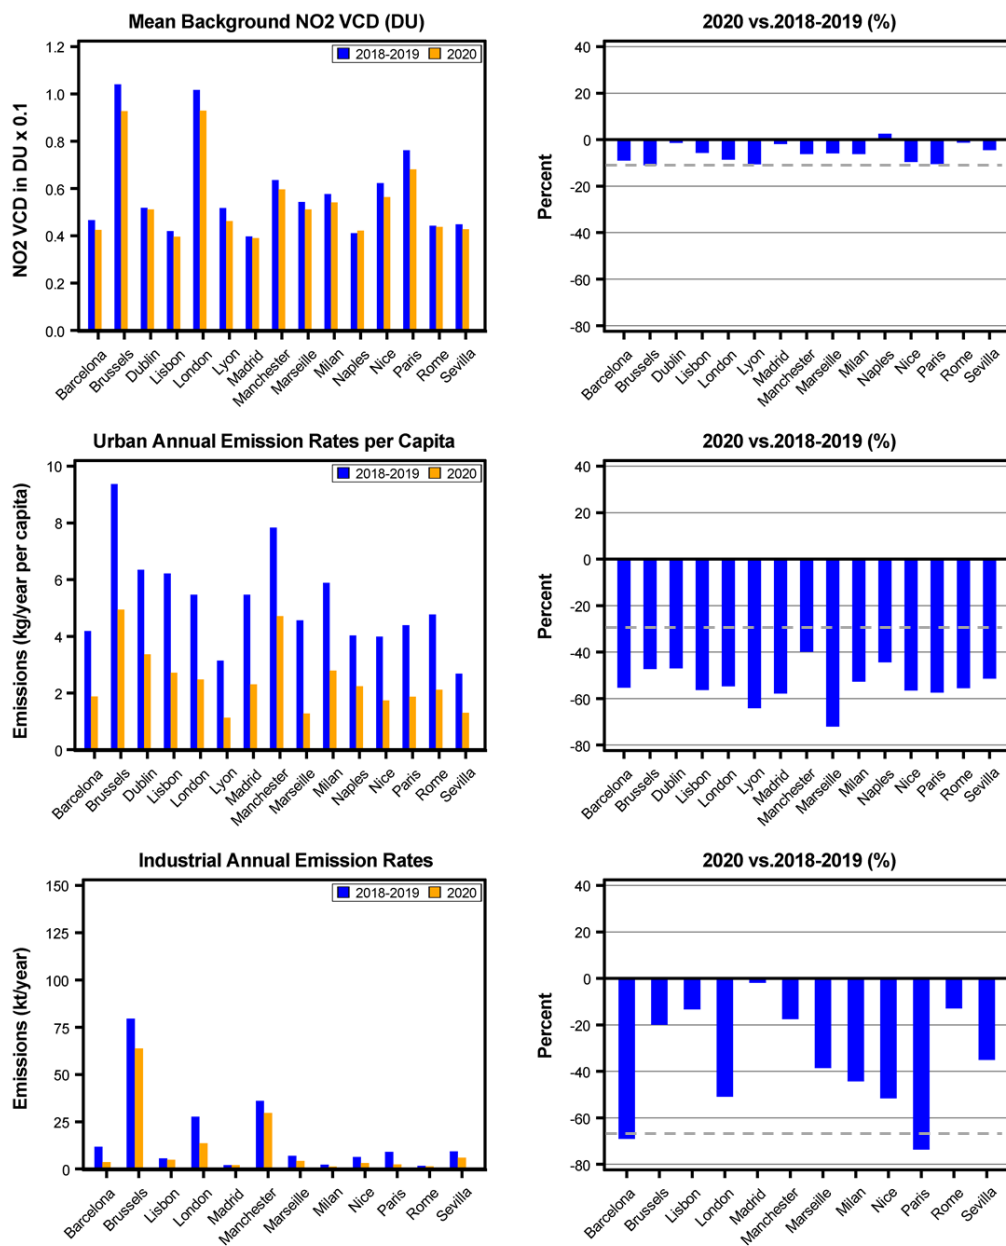 Mean Background NO2 VCD (DU)
NO2 VCD in DU x 0.1
1.2
1.0
0.8
0.6
0.4
0.2
0.0
2018-2019 2020
Barcelona Brussels Dublin Lisbon London Lyon Madrid Manchester Marseille Milan Naples Nice Paris Rome Sevilla
2020 vs.2018-2019 (%)
Percent
40
20
0
-20
-40
-60
-80
Barcelona Brussels Dublin Lisbon London Lyon Madrid Manchester Marseille Milan Naples Nice Paris Rome Sevilla
Urban Annual Emission Rates per Capita
Emissions (kg/year per capita)
10
8
6
4
2
0
2018-2019 2020
Barcelona Brussels Dublin Lisbon London Lyon Madrid Manchester Marseille Milan Naples Nice Paris Rome Sevilla
2020 vs.2018-2019 (%)
Percent
40
20
0
-20
-40
-60
-80
Barcelona Brussels Dublin Lisbon London Lyon Madrid Manchester Marseille Milan Naples Nice Paris Rome Sevilla
Industrial Annual Emission Rates
Emissions (kt/year)
150
125
100
75
50
25
0
2018-2019 2020
Barcelona Brussels Lisbon London Madrid Manchester Marseille Milan Nice Paris Rome Sevilla
2020 vs.2018-2019 (%)
Percent
40
20
0
-20
-40
-60
-80
Barcelona Brussels Lisbon London Madrid Manchester Marseille Milan Nice Paris Rome Sevilla